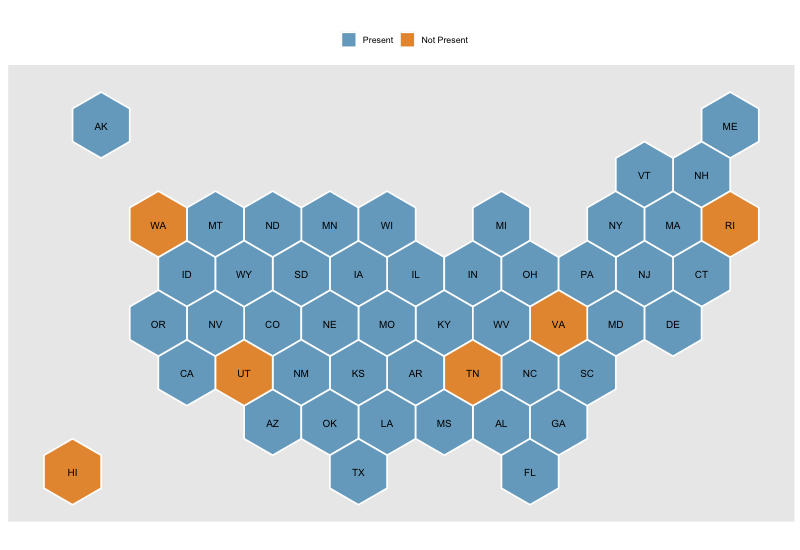 Present Not Present
AK ME
VT NH
WA MT ND MN WI MI NY MA RI
ID WY SD IA IL IN OH PA NJ CT
OR NV CO NE MO KY WV VA MD DE
CA UT NM KS AR TN NC SC
AZ OK LA MS AL GA
HI TX FL